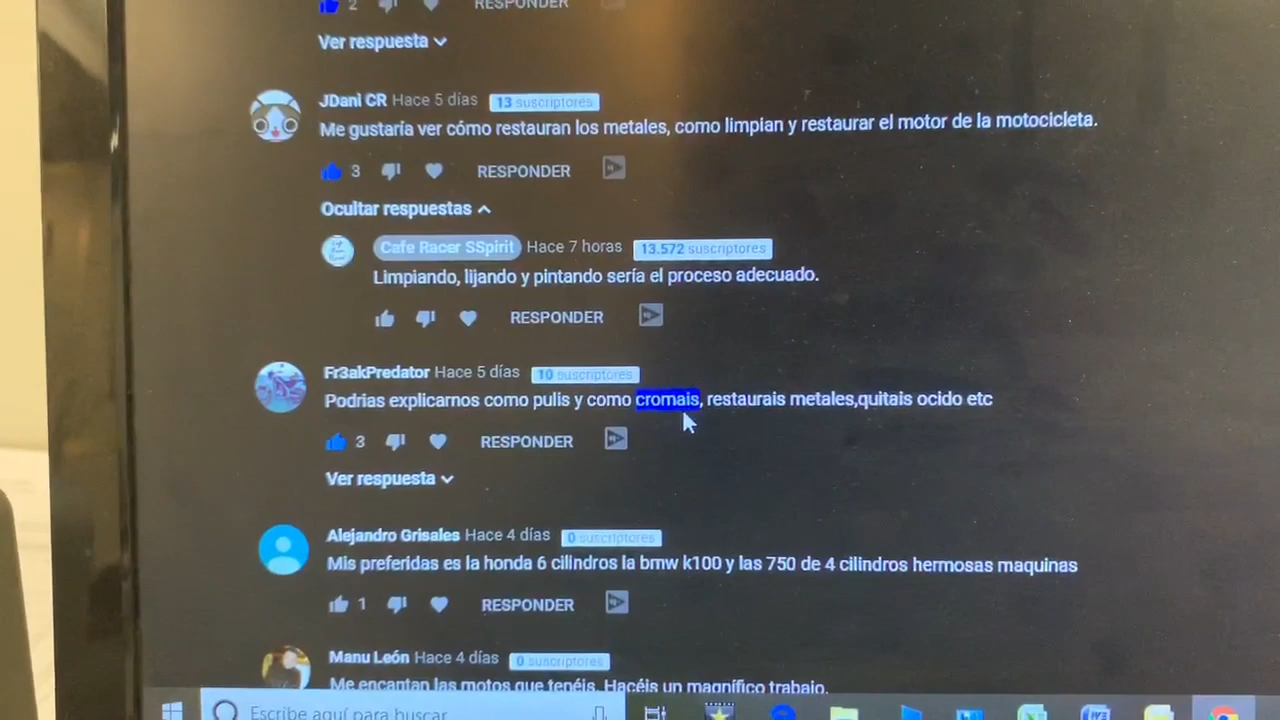 2 RESPONDER
Ver respuesta
JDani CR Hace 5 días 13 suscriptores
Me gustaría ver cómo restauran los metales, como limpian y restaurar el motor de la motocicleta.
3 RESPONDER
Ocultar respuestas
Cafe Racer SSpirit Hace 7 horas 13.572 suscriptores
Limpiando, lijando y pintando sería el proceso adecuado.
RESPONDER
Fr3akPredator Hace 5 días 10 suscriptores
Podrias explicarnos como pulis y como cromais, restaurais metales,quitais ocido etc
3 RESPONDER
Ver respuesta
Alejandro Grisales Hace 4 días 0 suscriptores
Mis preferidas es la honda 6 cilindros la bmw k100 y las 750 de 4 cilindros hermosas maquinas
1 RESPONDER
Manu León Hace 4 días 0 suscriptores
Me encantan las motos que tenéis. Hacéis un magnífico trabajo.
Escribe aquí para buscar